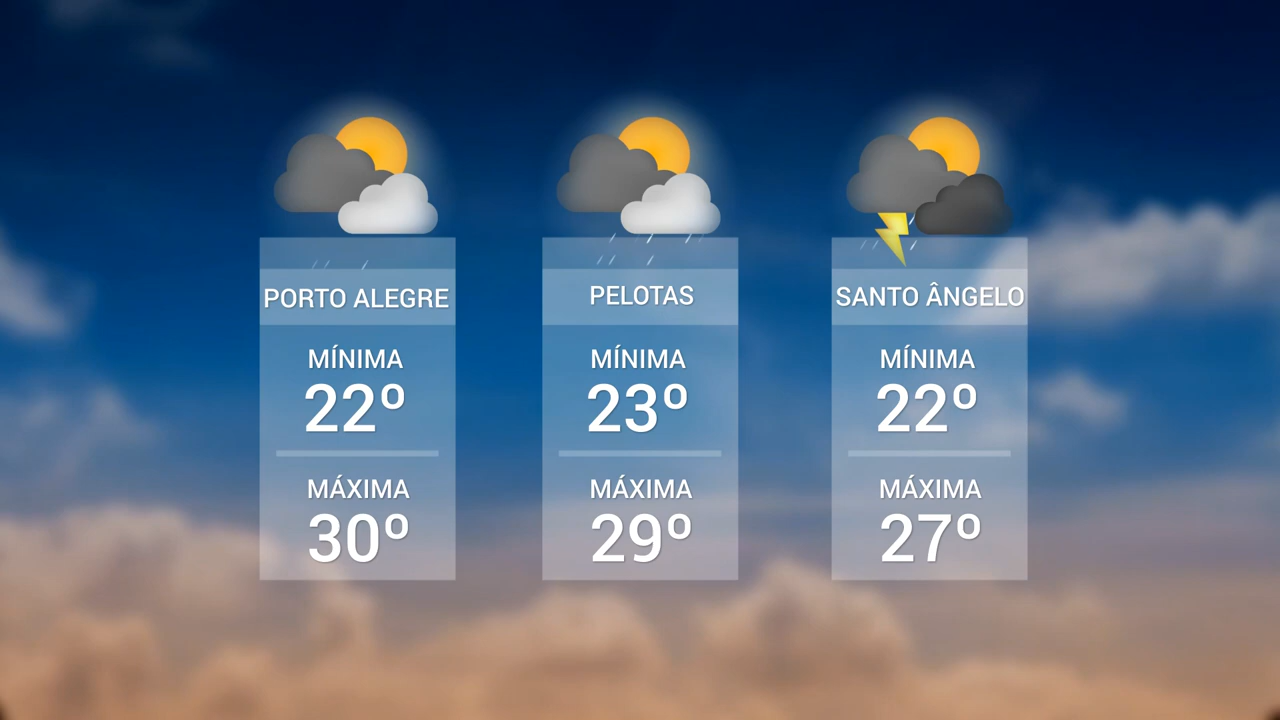 PORTO ALEGRE
MÍNIMA
22º
MÁXIMA
30º
PELOTAS
MÍNIMA
23º
MÁXIMA
29º
SANTO ÂNGELO
MÍNIMA
22º
MÁXIMA
27º